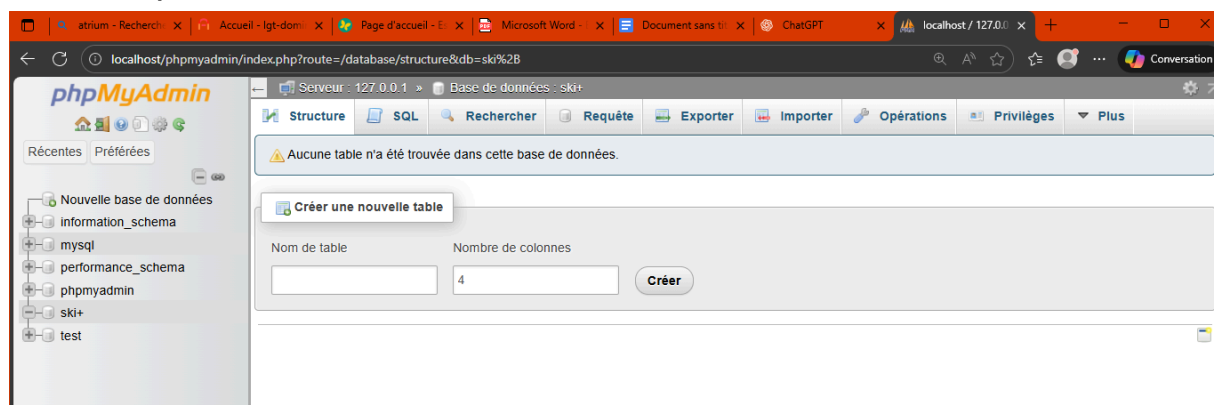 atrium - Recherche
Accueil - lgt-domi
Page d'accueil - E
Microsoft Word -
Document sans tit
ChatGPT
localhost / 127.0.0
localhost/phpmyadmin/index.php?route=/database/structure&db=ski%2B
Conversation
phpMyAdmin
Récentes Préférées
Nouvelle base de données
information_schema
mysql
performance_schema
phpmyadmin
ski+
test
Serveur : 127.0.0.1 » Base de données : ski+
Structure SQL Rechercher Requête Exporter Importer Opérations Privilèges Plus
Aucune table n'a été trouvée dans cette base de données.
Créer une nouvelle table
Nom de table Nombre de colonnes
4 Créer